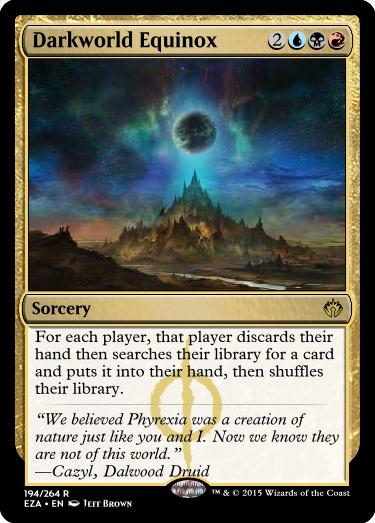 Darkworld Equinox 2
Sorcery
For each player, that player discards their
hand then searches their library for a card
and puts it into their hand, then shuffles
their library.
“We believed Phyrexia was a creation of
nature just like you and I. Now we know they
are not of this world.”
—Cazyl, Dalwood Druid
194/264 R
EZA • EN Jeff Brown
™ & © 2015 Wizards of the Coast